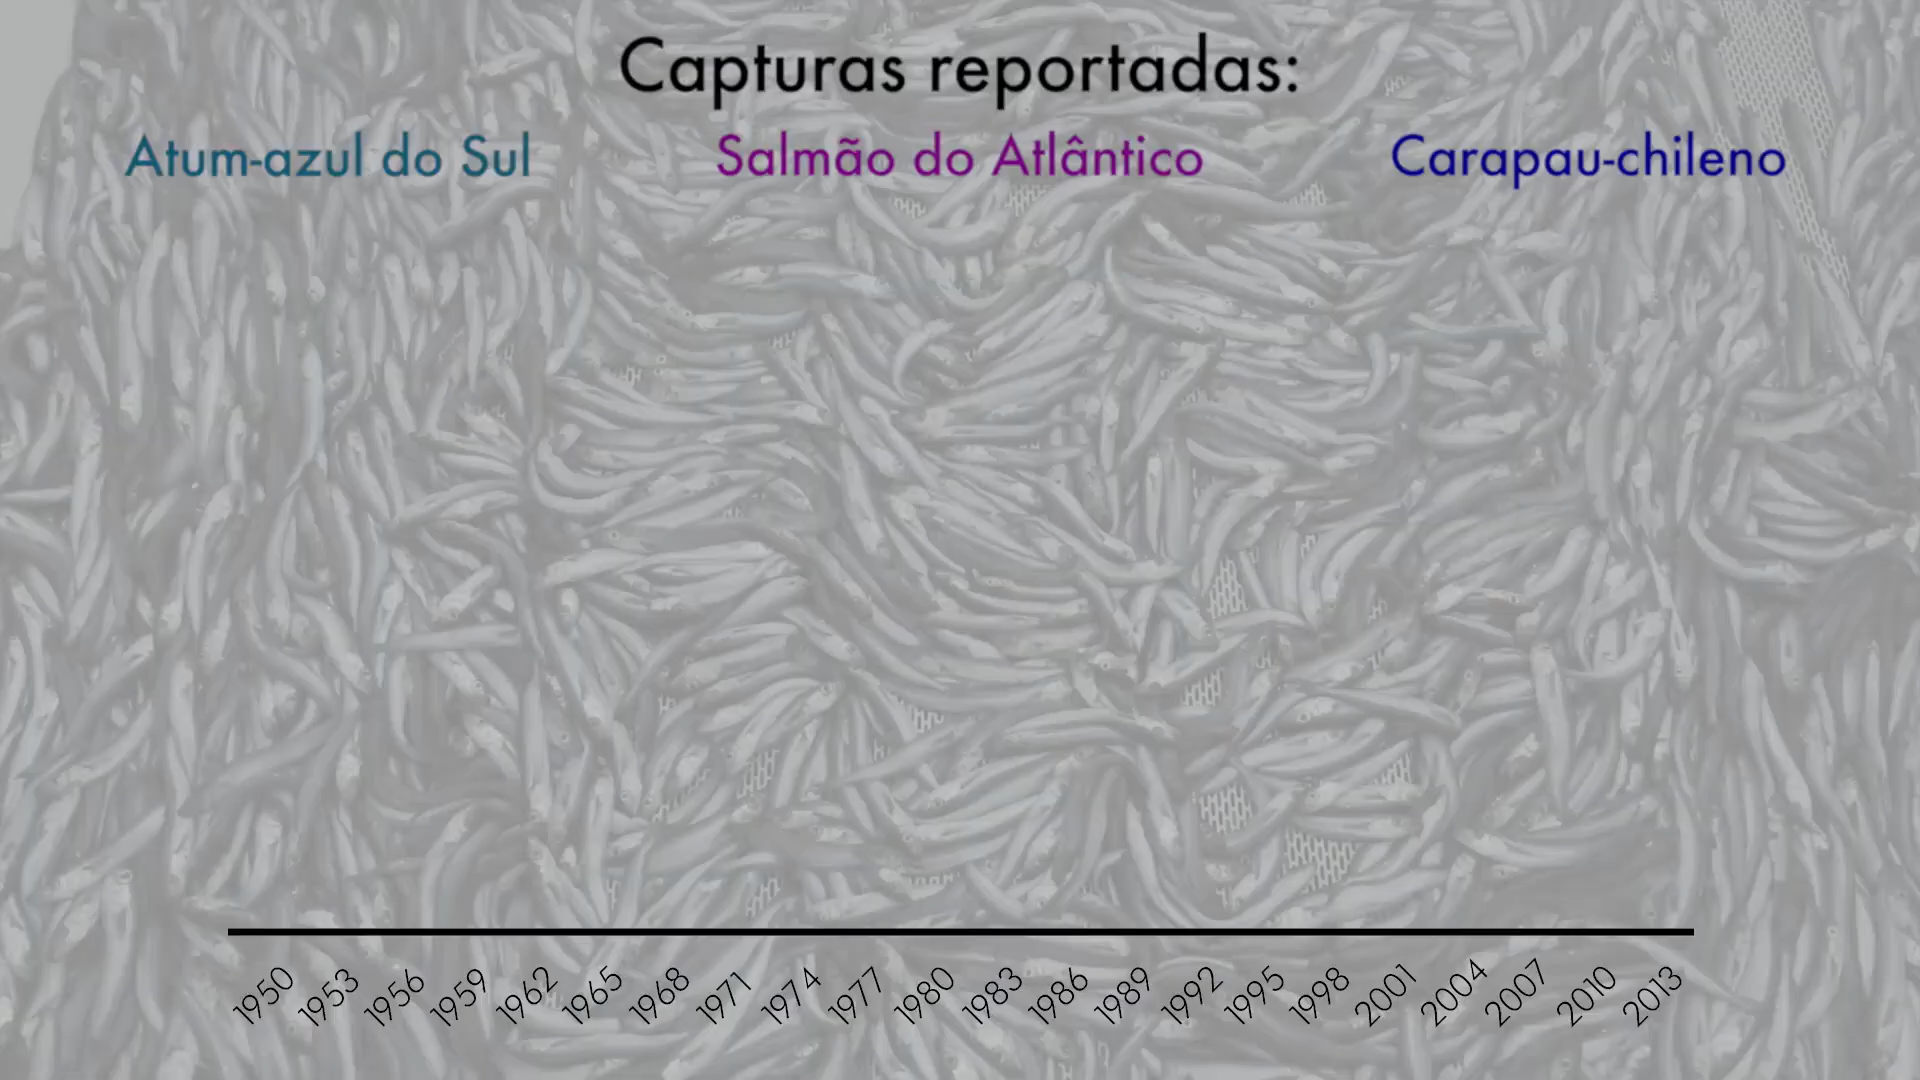 Capturas reportadas:
Atum-azul do Sul Salmão do Atlântico Carapau-chileno
1950 1953 1956 1959 1962 1965 1968 1971 1974 1977 1980 1983 1986 1989 1992 1995 1998 2001 2004 2007 2010 2013